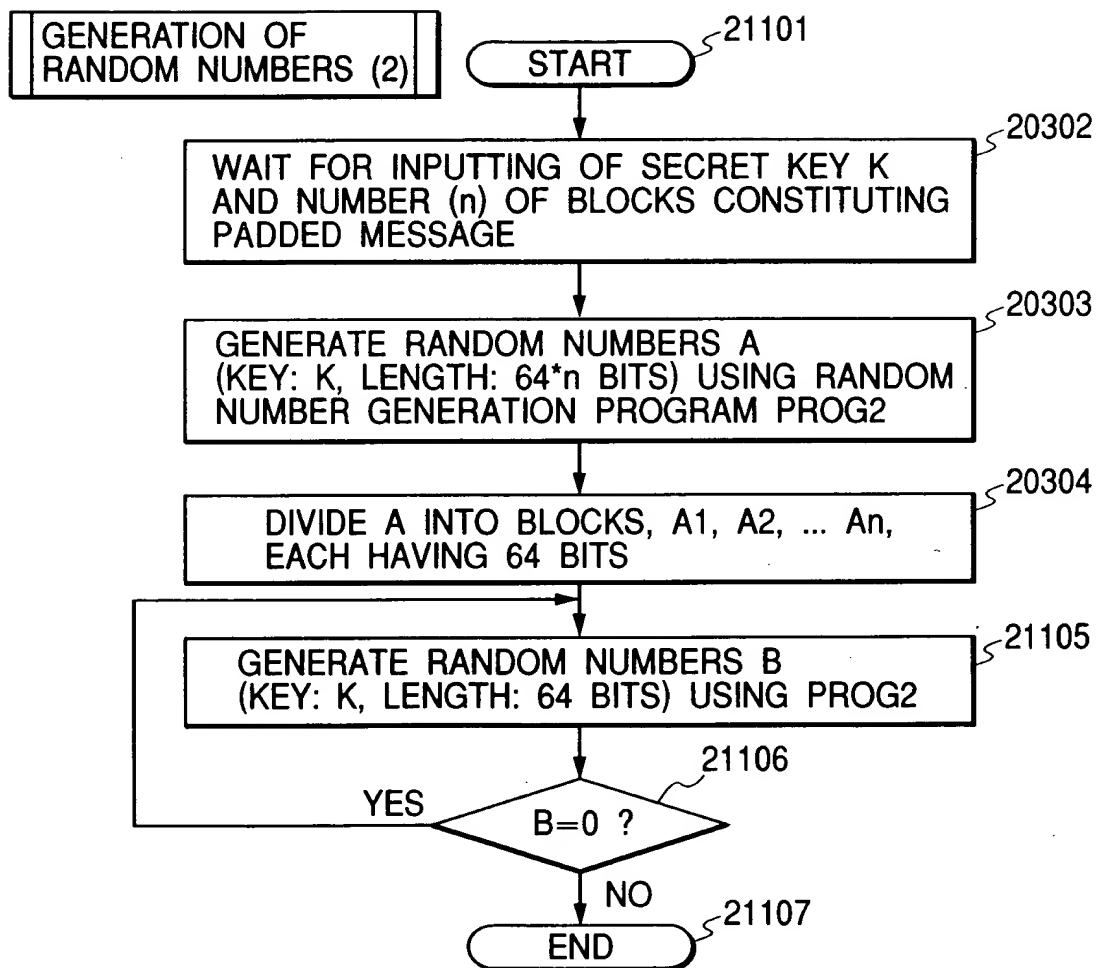 GENERATION OF
RANDOM NUMBERS (2)
START
21101
20302
WAIT FOR INPUTTING OF SECRET KEY K
AND NUMBER (n) OF BLOCKS CONSTITUTING
PADDED MESSAGE
20303
GENERATE RANDOM NUMBERS A
(KEY: K, LENGTH: 64*n BITS) USING RANDOM
NUMBER GENERATION PROGRAM PROG2
20304
DIVIDE A INTO BLOCKS, A1, A2, ... An,
EACH HAVING 64 BITS
21105
GENERATE RANDOM NUMBERS B
(KEY: K, LENGTH: 64 BITS) USING PROG2
21106
YES
B=0 ?
NO
21107
END